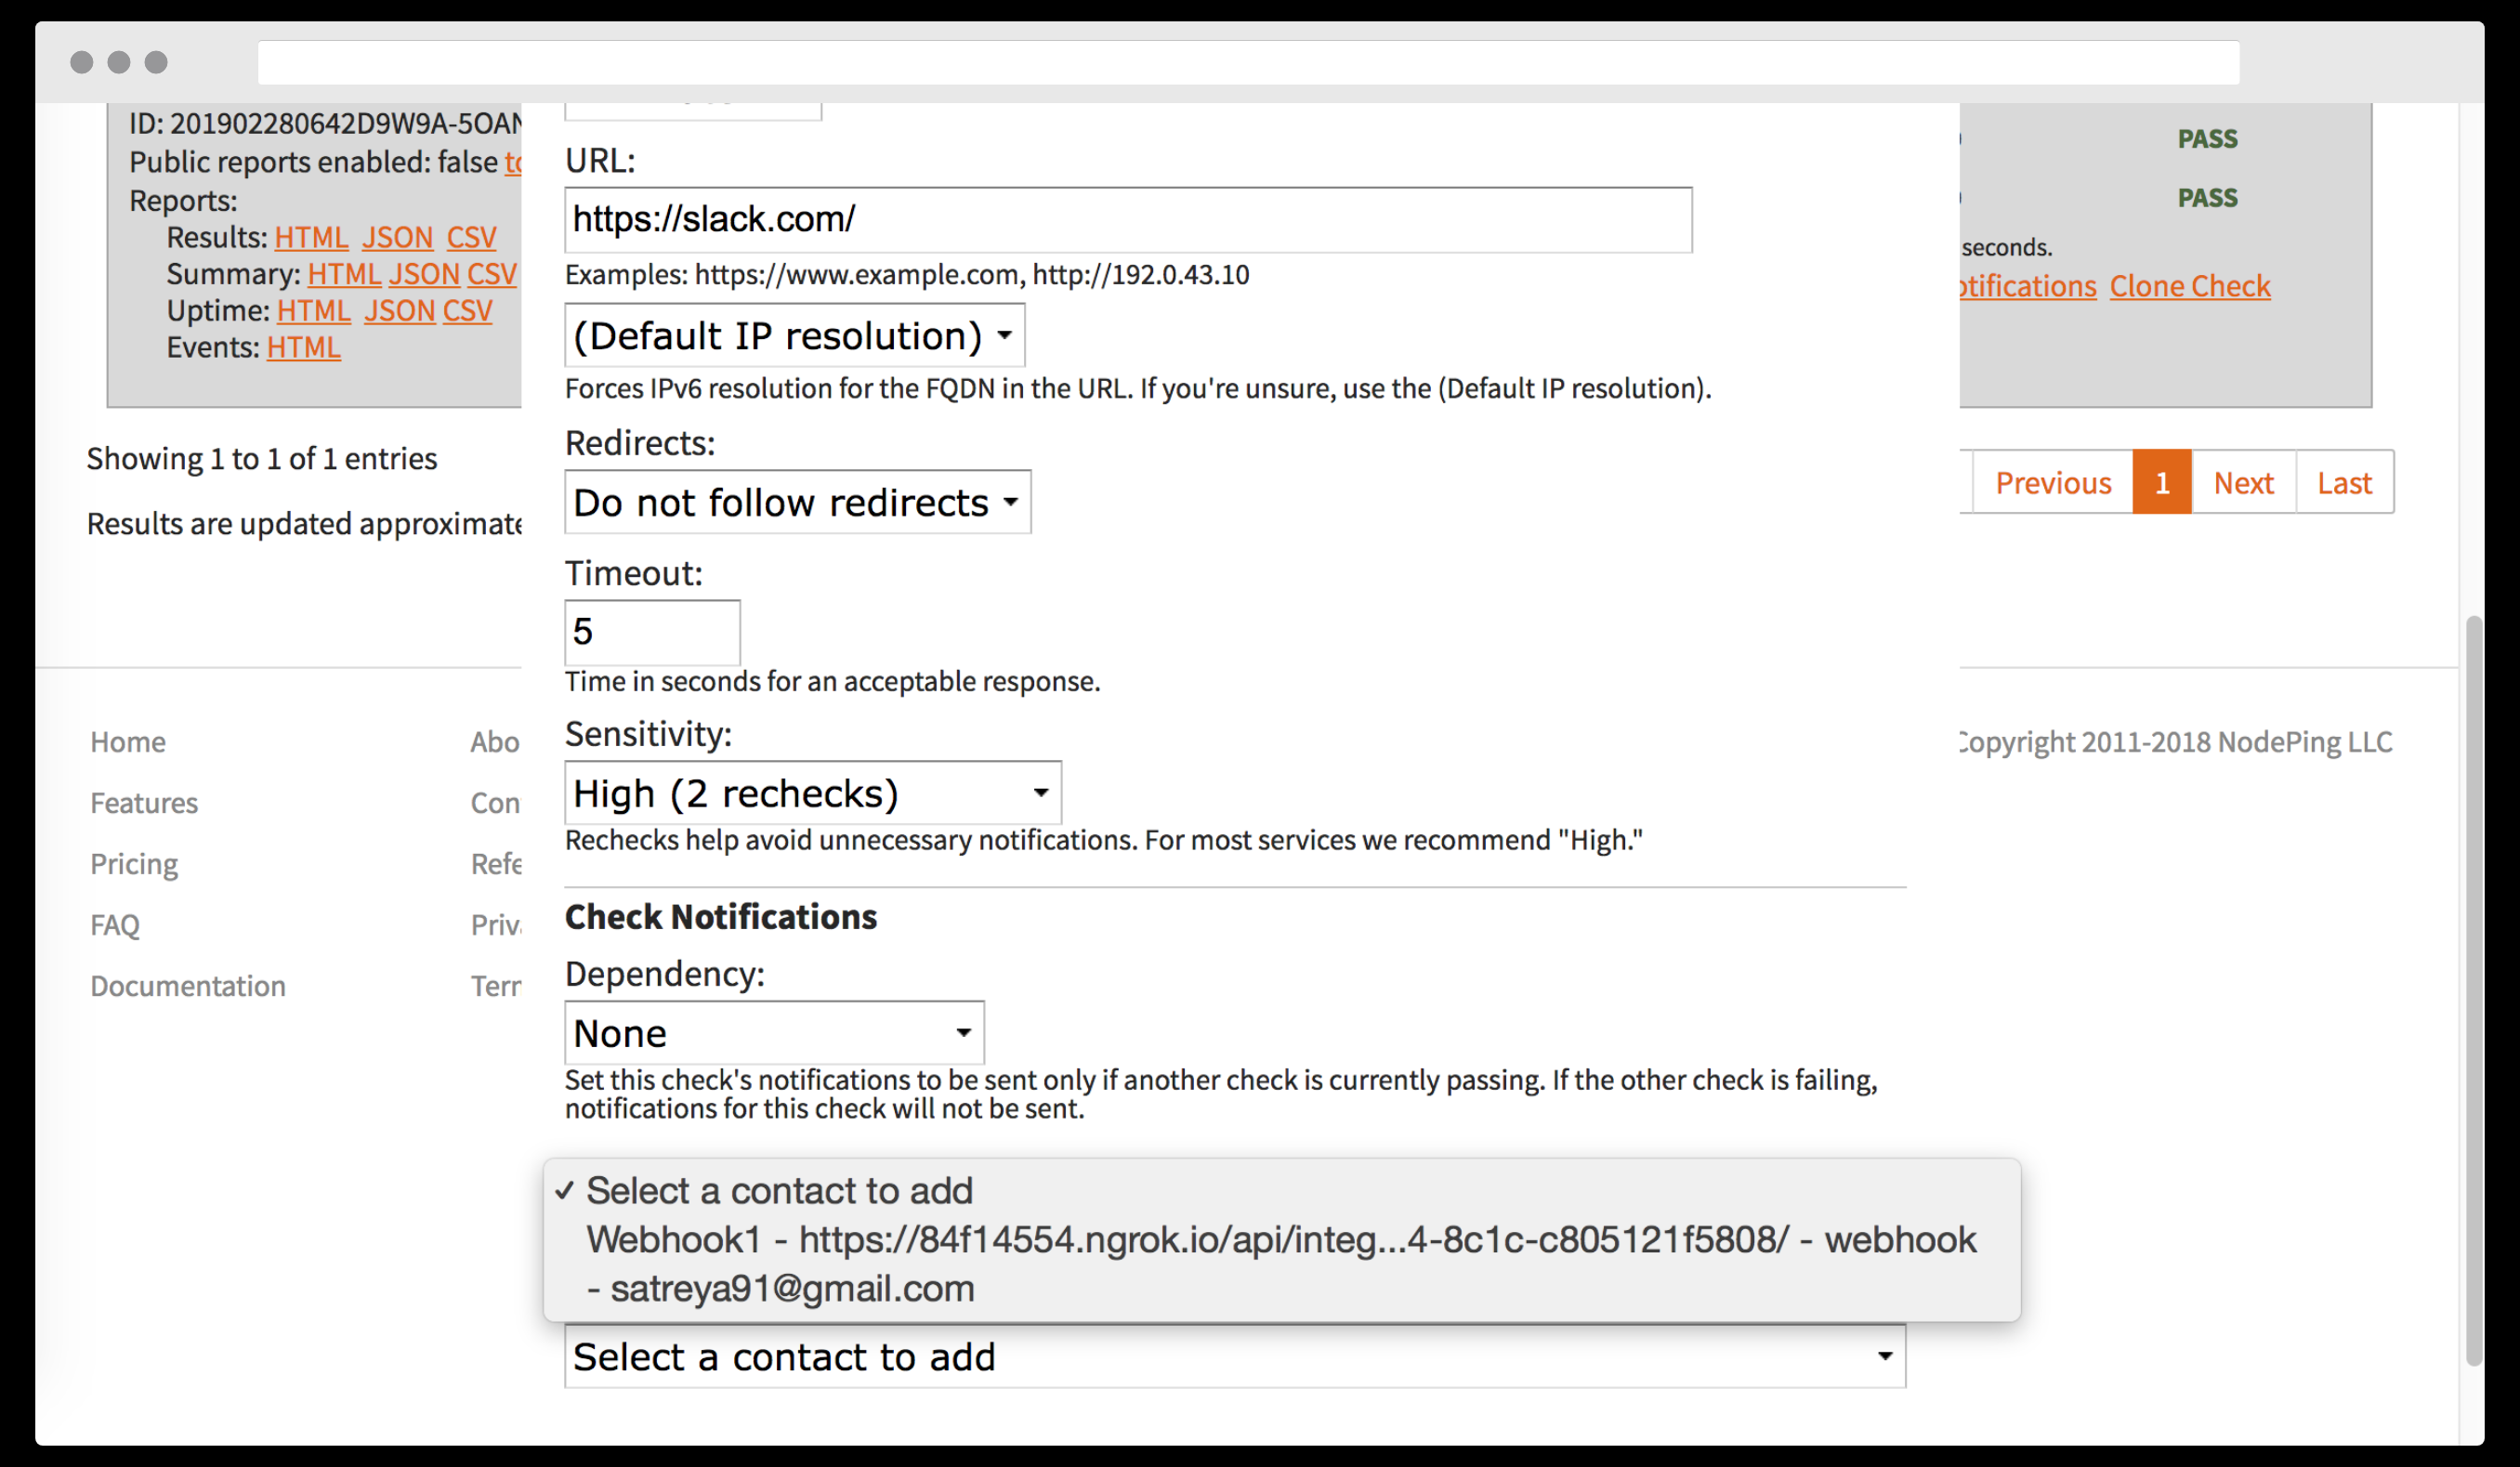 ID: 201902280642D9W9A-5OAN
Public reports enabled: false
Reports:
Results: HTML JSON CSV
Summary: HTML JSON CSV
Uptime: HTML JSON CSV
Events: HTML
Showing 1 to 1 of 1 entries
Results are updated
Home
Features
Pricing
FAQ
Documentation
URL:
https://slack.com/
Examples: https://www.example.com, http://192.0.43.10
(Default IP resolution)
Forces IPv6 resolution for the FQDN in the URL. If you're unsure, use the (Default IP resolution).
Redirects:
Do not follow redirects
Timeout:
5
Time in seconds for an acceptable response.
Sensitivity:
High (2 rechecks)
Rechecks help avoid unnecessary notifications. For most services we recommend "High."
Check Notifications
Dependency:
None
Set this check's notifications to be sent only if another check is currently passing. If the other check is failing,
notifications for this check will not be sent.
✓ Select a contact to add
Webhook1 - https://84f14554.ngrok.io/api/integ...4-8c1c-c805121f5808/ - webhook
- satreya91@gmail.com
Select a contact to add
PASS
PASS
seconds.
Clone Check
Previous 1 Next Last
Copyright 2011-2018 NodePing LLC